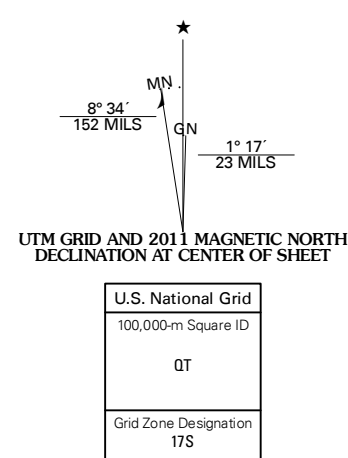 ★
MN
8° 34´
152 MILS
GN
1° 17´
23 MILS
UTM GRID AND 2011 MAGNETIC NORTH
DECLINATION AT CENTER OF SHEET
U.S. National Grid
100,000-m Square ID
QT
Grid Zone Designation
17S